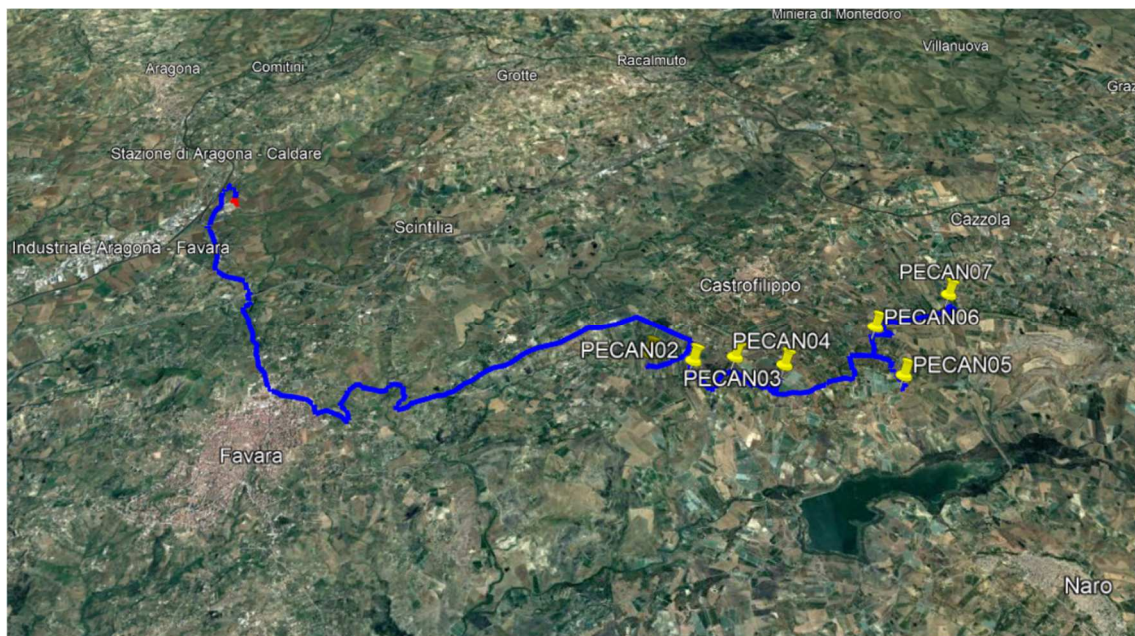 Miniera di Montedoro
Villanuova
Racalmuto
Aragona
Comitini
Grotte
Stazione di Aragona - Caldare
Cazzola
Scintilia
Industriale Aragona - Favara
PECAN07
Castrofilippo
PECAN06
PECAN02
PECAN04
PECAN03
PECAN05
Favara
Naro